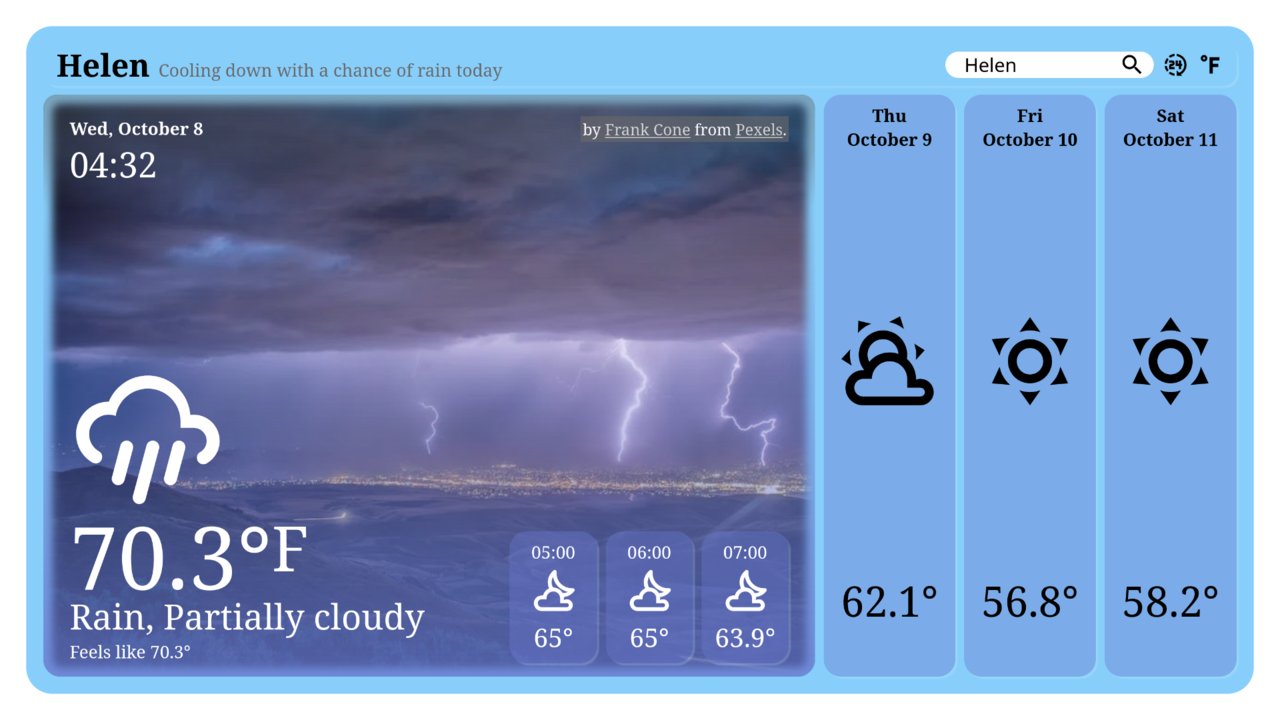 Helen Cooling down with a chance of rain today
Helen
24
°F
Wed, October 8
04:32
by Frank Cone from Pexels.
70.3°F
Rain, Partially cloudy
Feels like 70.3°
05:00
65°
06:00
65°
07:00
63.9°
Thu
October 9
62.1°
Fri
October 10
56.8°
Sat
October 11
58.2°